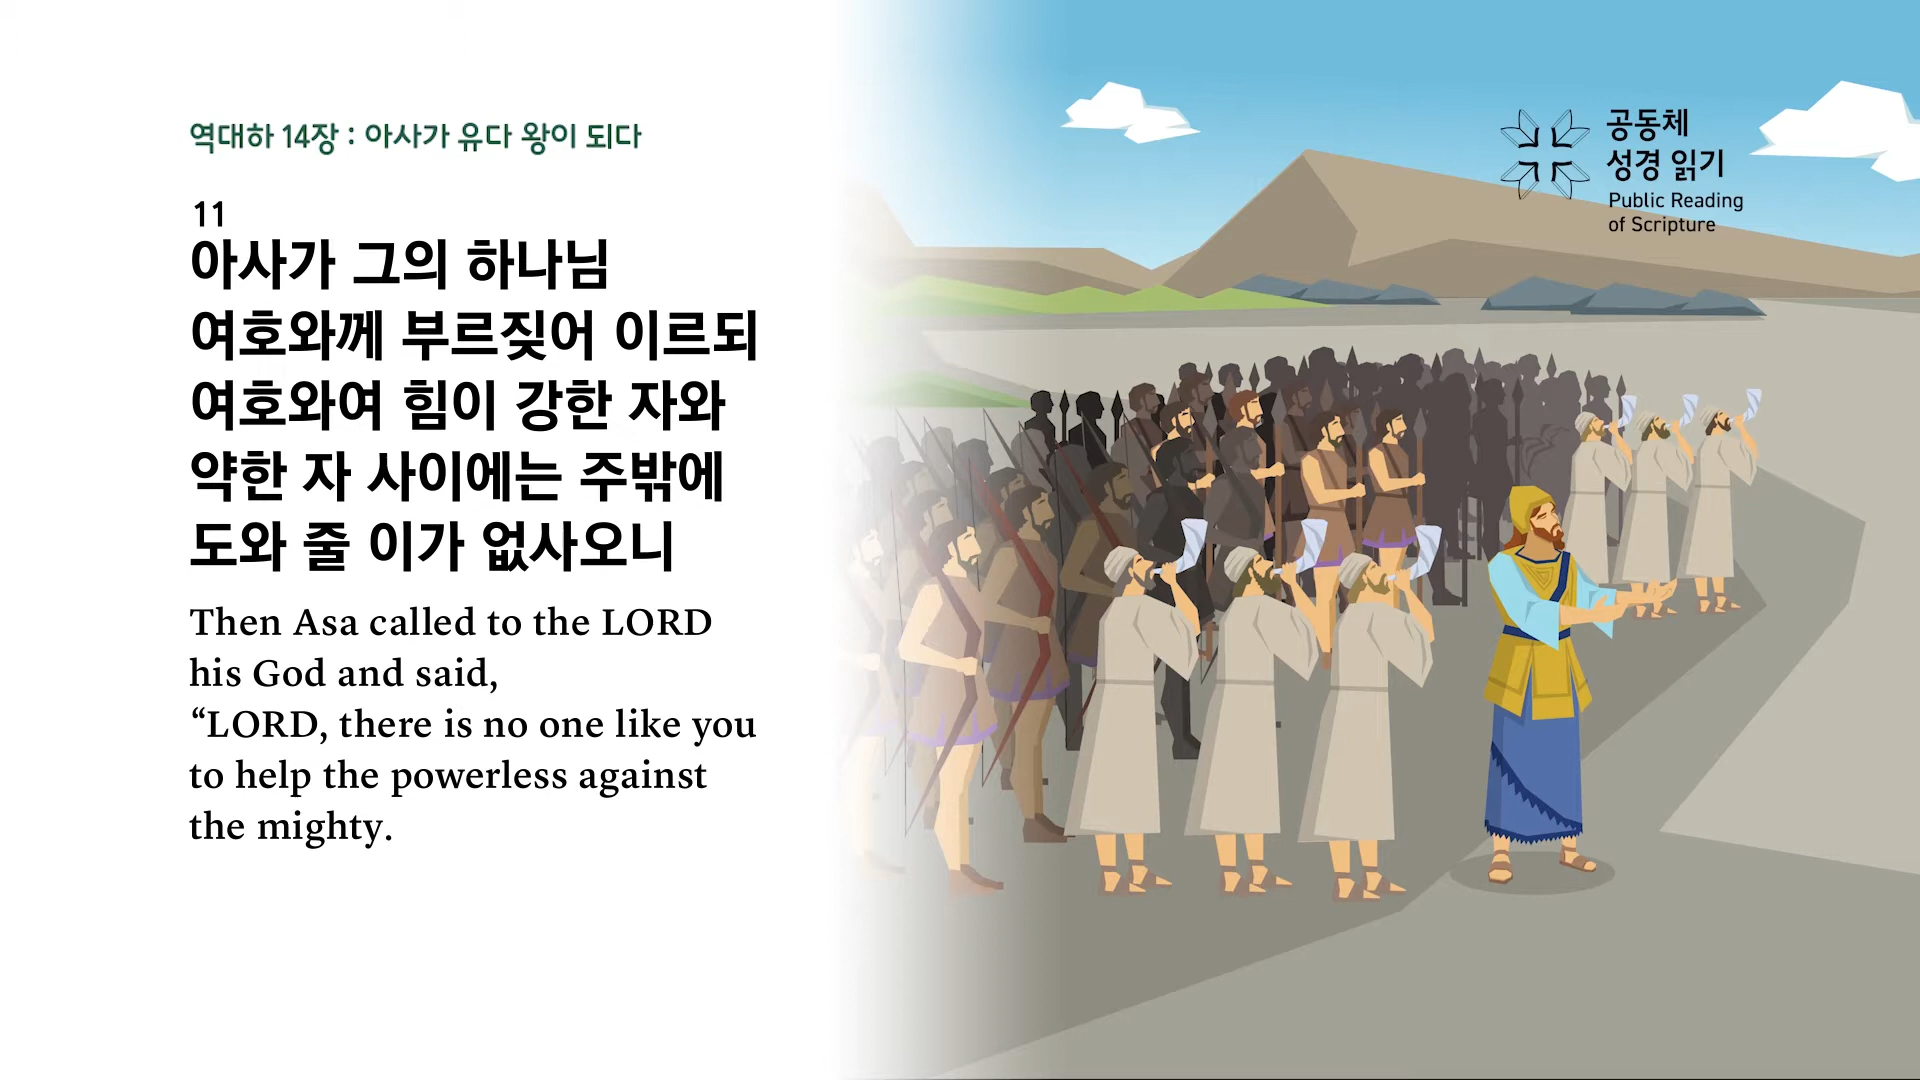 역대하 14장 : 아사가 유다 왕이 되다
11
아사가 그의 하나님
여호와께 부르짖어 이르되
여호와여 힘이 강한 자와
약한 자 사이에는 주밖에
도와 줄 이가 없사오니
Then Asa called to the LORD
his God and said,
“LORD, there is no one like you
to help the powerless against
the mighty.
공동체
성경 읽기
Public Reading
of Scripture